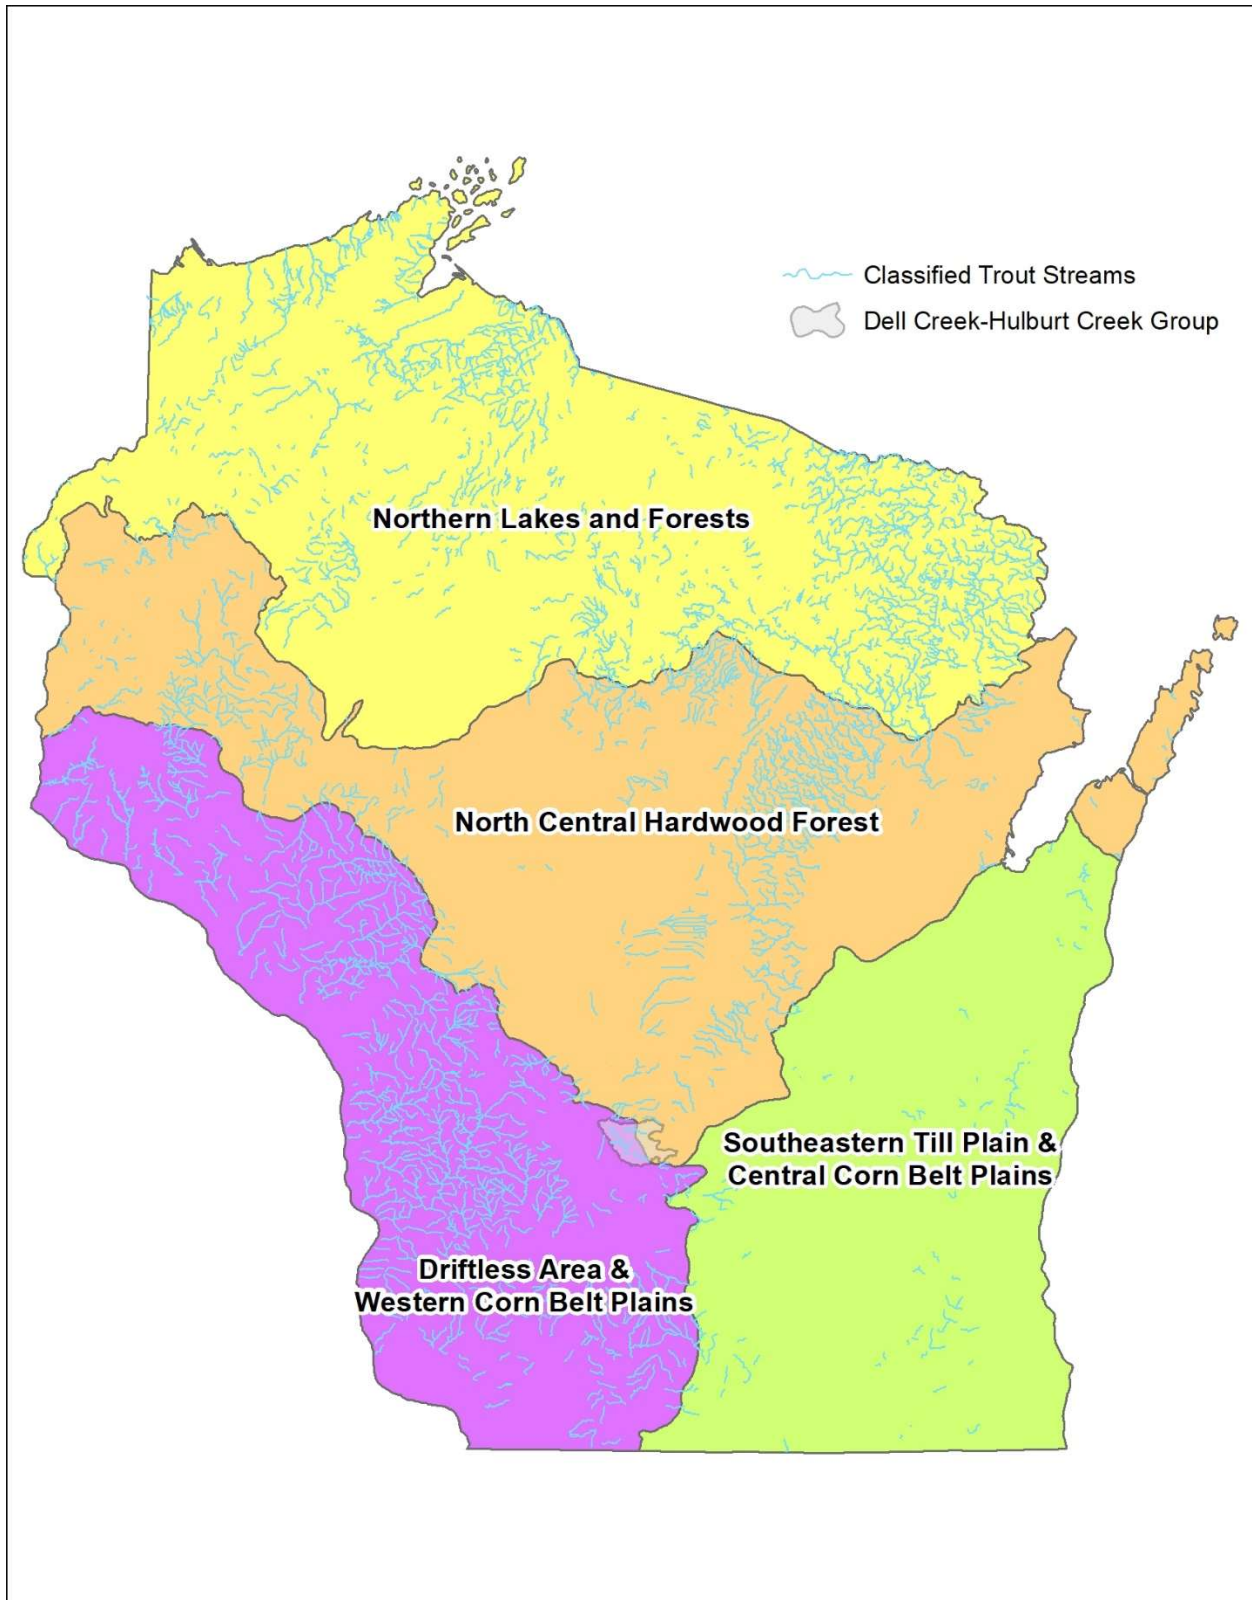 Classified Trout Streams
Dell Creek-Hulburt Creek Group
Northern Lakes and Forests
North Central Hardwood Forest
Southeastern Till Plain &
Central Corn Belt Plains
Driftless Area &
Western Corn Belt Plains